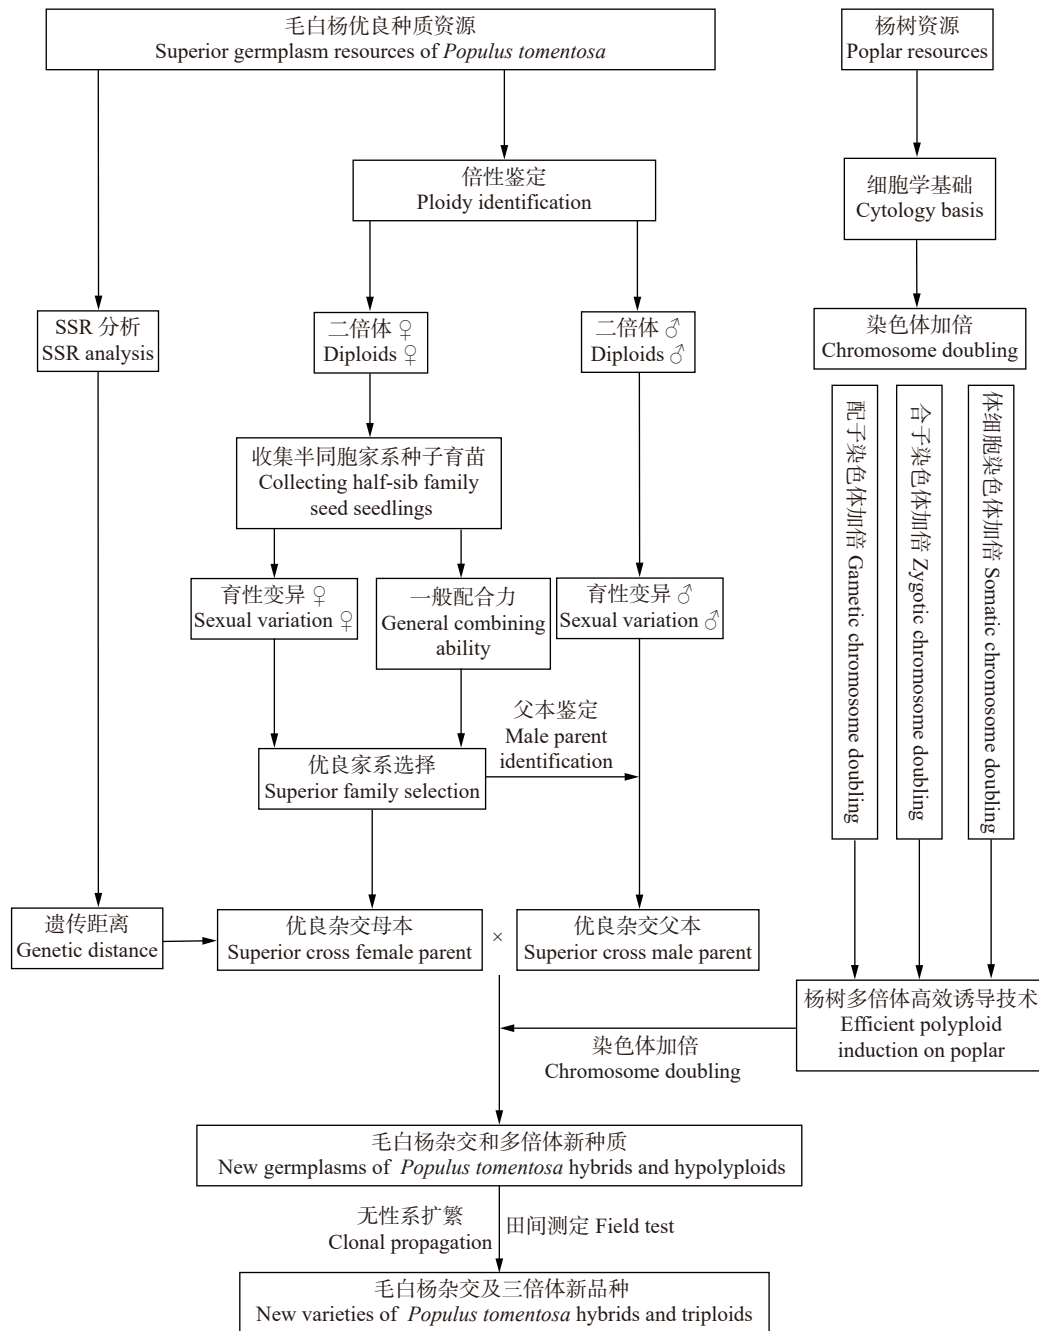 毛白杨优良种质资源
Superior germplasm resources of Populus tomentosa
杨树资源
Poplar resources
倍性鉴定
Ploidy identification
细胞学基础
Cytology basis
SSR 分析
SSR analysis
二倍体 ♀
Diploids ♀
二倍体 ♂
Diploids ♂
染色体加倍
Chromosome doubling
收集半同胞家系种子育苗
Collecting half-sib family
seed seedlings
配子染色体加倍 Gametic chromosome doubling
合子染色体加倍 Zygotic chromosome doubling
体细胞染色体加倍 Somatic chromosome doubling
育性变异 ♀
Sexual variation ♀
一般配合力
General combining
ability
育性变异 ♂
Sexual variation ♂
父本鉴定
Male parent
identification
优良家系选择
Superior family selection
遗传距离
Genetic distance
优良杂交母本
Superior cross female parent
×
优良杂交父本
Superior cross male parent
杨树多倍体高效诱导技术
Efficient polyploid
induction on poplar
染色体加倍
Chromosome doubling
毛白杨杂交和多倍体新种质
New germplasms of Populus tomentosa hybrids and hypolyploids
无性系扩繁
Clonal propagation
田间测定 Field test
毛白杨杂交及三倍体新品种
New varieties of Populus tomentosa hybrids and triploids